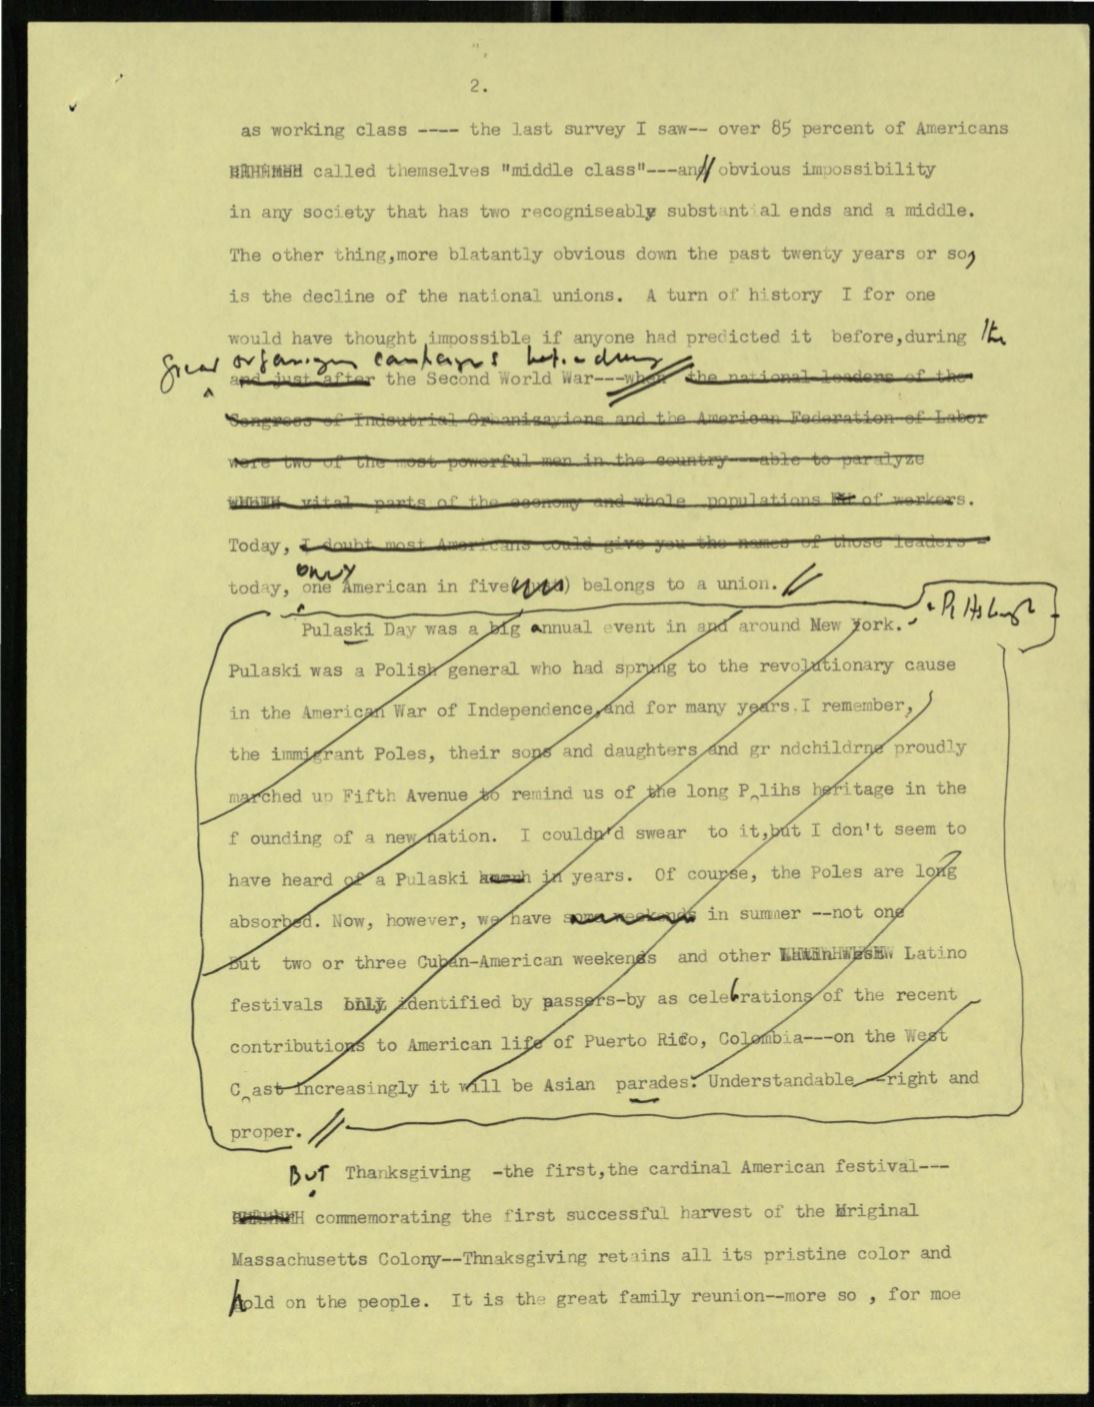 2.
as working class ---- the last survey I saw-- over 85 percent of Americans
called themselves "middle class"---and obvious impossibility
in any society that has two recogniseably substantial ends and a middle.
The other thing,more blatantly obvious down the past twenty years or so,
is the decline of the national unions. A turn of history I for one
would have thought impossible if anyone had predicted it before,during the
great organizing campaigns before during
and just after the Second World War---when the national leaders of the
Congress of Indsutrial Organizayions and the American Federation of Labor
were two of the most powerful men in the country---able to paralyze
vital parts of the economy and whole populations of workers.
Today, I doubt most Americans could give you the names of those leaders -
only
today, one American in five ) belongs to a union. //
Pittsburgh
Pulaski Day was a big annual event in and around New York.
Pulaski was a Polish general who had sprung to the revolutionary cause
in the American War of Independence,and for many years.I remember,
the immigrant Poles, their sons and daughters and gr ndchildrne proudly
marched up Fifth Avenue to remind us of the long P lihs heritage in the
f ounding of a new nation. I couldn'd swear to it,but I don't seem to
have heard of a Pulaski in years. Of course, the Poles are long
absorbed. Now, however, we have some weekends in summer --not one
But two or three Cuban-American weekends and other Latino
festivals only identified by passers-by as celebrations of the recent
contributions to American life of Puerto Rico, Colombia---on the West
C ast increasingly it will be Asian parades. Understandable --right and
proper. //
BUT Thanksgiving -the first,the cardinal American festival---
commemorating the first successful harvest of the original
Massachusetts Colony--Thnaksgiving retains all its pristine color and
hold on the people. It is the great family reunion--more so , for moe